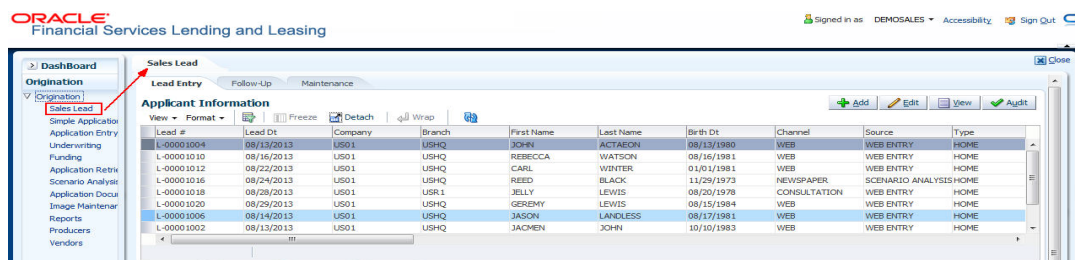 ORACLE
Financial Services Lending and Leasing
Signed in as DEMOSALES Accessibility Sign Out
Close
DashBoard
Origination
Origination
Sales Lead
Simple Application
Application Entry
Underwriting
Funding
Application Retrie
Scenario Analysis
Application Docu
Image Maintenar
Reports
Producers
Vendors
Sales Lead
Lead Entry Follow-Up Maintenance
Applicant Information
Add Edit View Audit
View Format Freeze Detach Wrap
Lead # Lead Dt Company Branch First Name Last Name Birth Dt Channel Source Type
L-00001004 08/13/2013 US01 USHQ JOHN ACTAEON 08/13/1980 WEB WEB ENTRY HOME
L-00001010 08/16/2013 US01 USHQ REBECCA WATSON 08/16/1981 WEB WEB ENTRY HOME
L-00001012 08/22/2013 US01 USHQ CARL WINTER 01/01/1981 WEB WEB ENTRY HOME
L-00001016 08/24/2013 US01 USHQ REED BLACK 11/29/1973 NEWSPAPER SCENARIO ANALYSIS HOME
L-00001018 08/28/2013 US01 USR1 JELLY LEWIS 08/20/1978 CONSULTATION WEB ENTRY HOME
L-00001020 08/29/2013 US01 USHQ GEREMY LEWIS 08/15/1984 WEB WEB ENTRY HOME
L-00001006 08/14/2013 US01 USHQ JASON LANDLESS 08/17/1981 WEB WEB ENTRY HOME
L-00001002 08/13/2013 US01 USHQ JACMEN JOHN 10/10/1983 WEB WEB ENTRY HOME